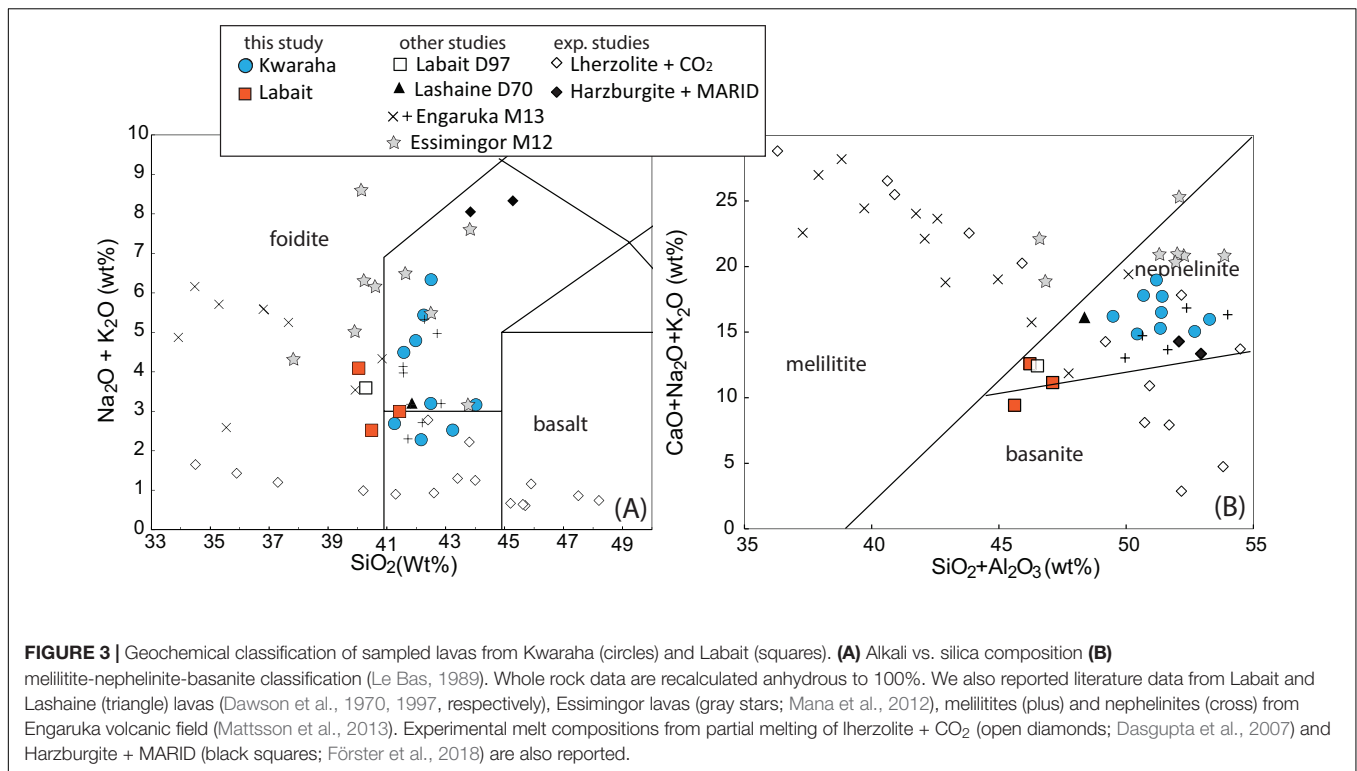 this study other studies exp. studies
Kwaraha Labait D97 Lherzolite + CO₂
Labait Lashaine D70 Harzburgite + MARID
Engaruka M13
Essimingor M12
10
9
8
7
6
5
4
3
2
1
0
Na₂O + K₂O (wt%)
foidite
basalt
(A)
33 35 37 39 41 43 45 47 49
SiO₂(Wt%)
25
20
15
10
5
0
CaO+Na₂O+K₂O (wt%)
nephelinite
melilitite
basanite
(B)
35 40 45 50 55
SiO₂+Al₂O₃ (wt%)
FIGURE 3 | Geochemical classification of sampled lavas from Kwaraha (circles) and Labait (squares). (A) Alkali vs. silica composition (B)
melilitite-nephelinite-basanite classification (Le Bas, 1989). Whole rock data are recalculated anhydrous to 100%. We also reported literature data from Labait and
Lashaine (triangle) lavas (Dawson et al., 1970, 1997, respectively), Essimingor lavas (gray stars; Mana et al., 2012), melilitites (plus) and nephelinites (cross) from
Engaruka volcanic field (Mattsson et al., 2013). Experimental melt compositions from partial melting of lherzolite + CO₂ (open diamonds; Dasgupta et al., 2007) and
Harzburgite + MARID (black squares; Förster et al., 2018) are also reported.